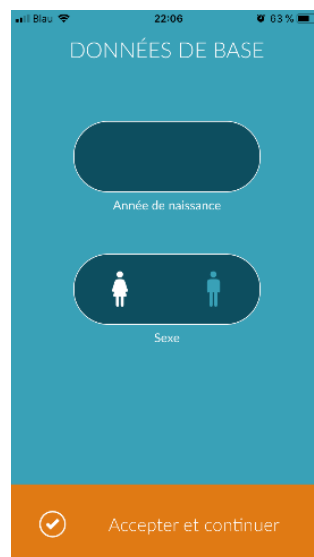 Blau 22:06 63 %
DONNÉES DE BASE
Année de naissance
Sexe
Accepter et continuer